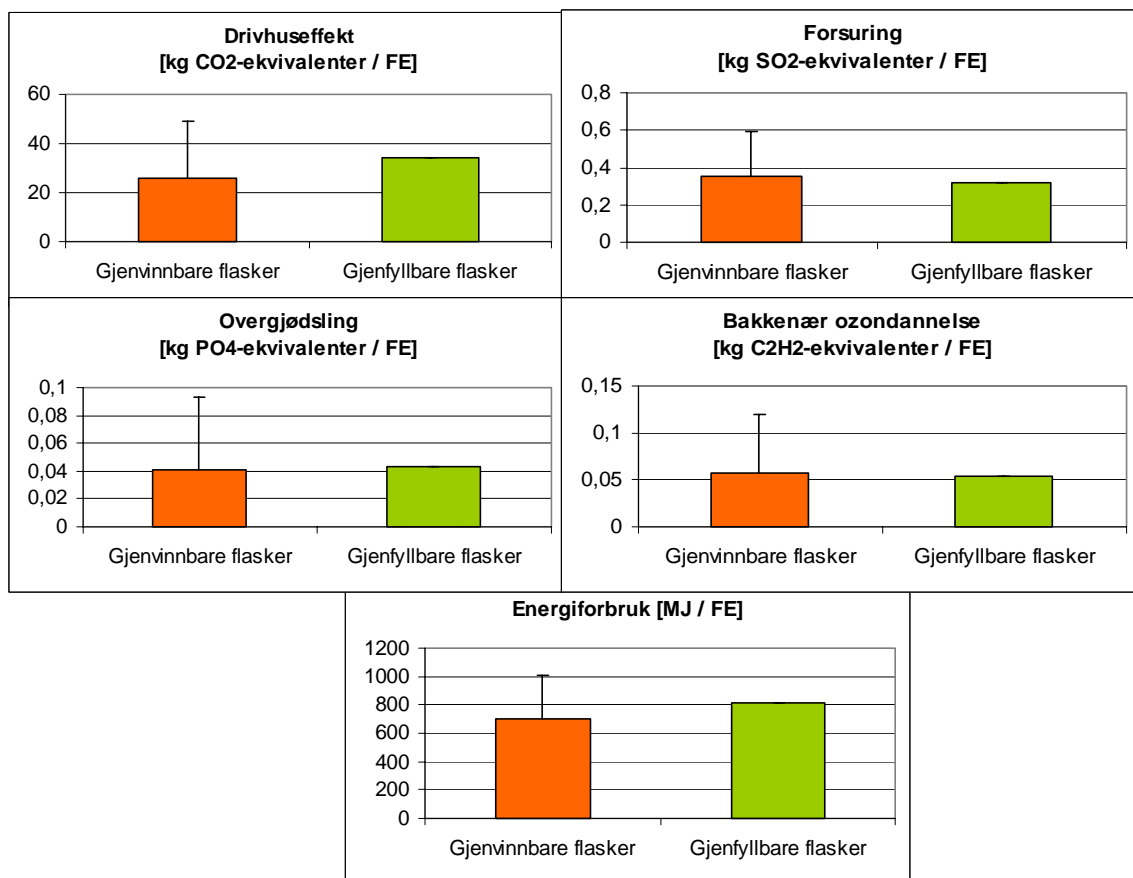 Drivhuseffekt
[kg CO2-ekvivalenter / FE]
60
40
20
0
Gjenvinnbare flasker
Gjenfyllbare flasker
Forsuring
[kg SO2-ekvivalenter / FE]
0,8
0,6
0,4
0,2
0
Gjenvinnbare flasker
Gjenfyllbare flasker
Overgjødsling
[kg PO4-ekvivalenter / FE]
0,1
0,08
0,06
0,04
0,02
0
Gjenvinnbare flasker
Gjenfyllbare flasker
Bakkenær ozondannelse
[kg C2H2-ekvivalenter / FE]
0,15
0,1
0,05
0
Gjenvinnbare flasker
Gjenfyllbare flasker
Energiforbruk [MJ / FE]
1200
1000
800
600
400
200
0
Gjenvinnbare flasker
Gjenfyllbare flasker